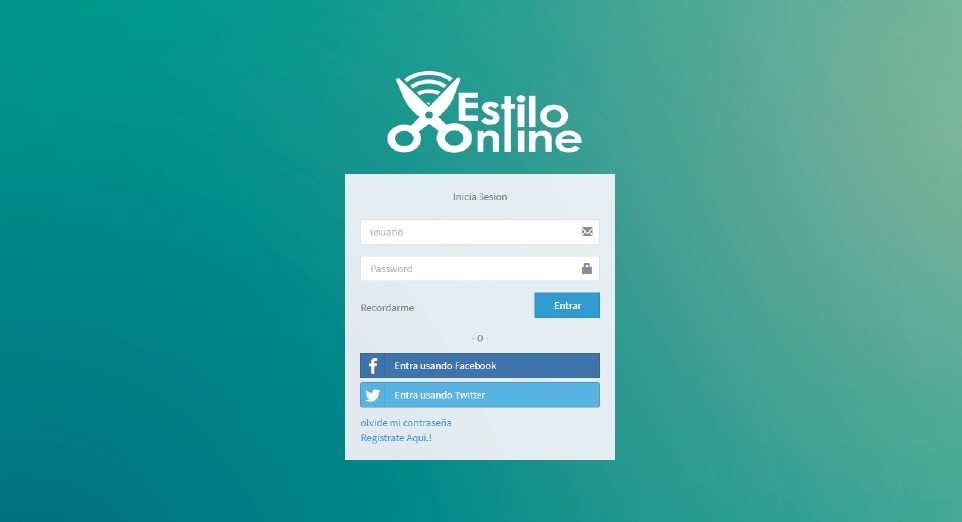 Estilo
Online
Inicia Sesion
usuario
Password
Recordarme
Entrar
- O -
Entra usando Facebook
Entra usando Twitter
olvide mi contraseña
Registrate Aqui.!